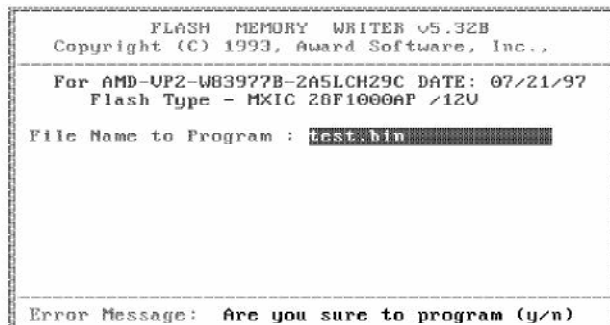 FLASH MEMORY WRITER v5.32B
Copyright (C) 1993, Award Software, Inc.,
For AMD-VP2-W83977B-2A5LCH29C DATE: 07/21/97
Flash Type - MXIC 28F1000AP /12V
File Name to Program : test.bin
Error Message: Are you sure to program (y/n)